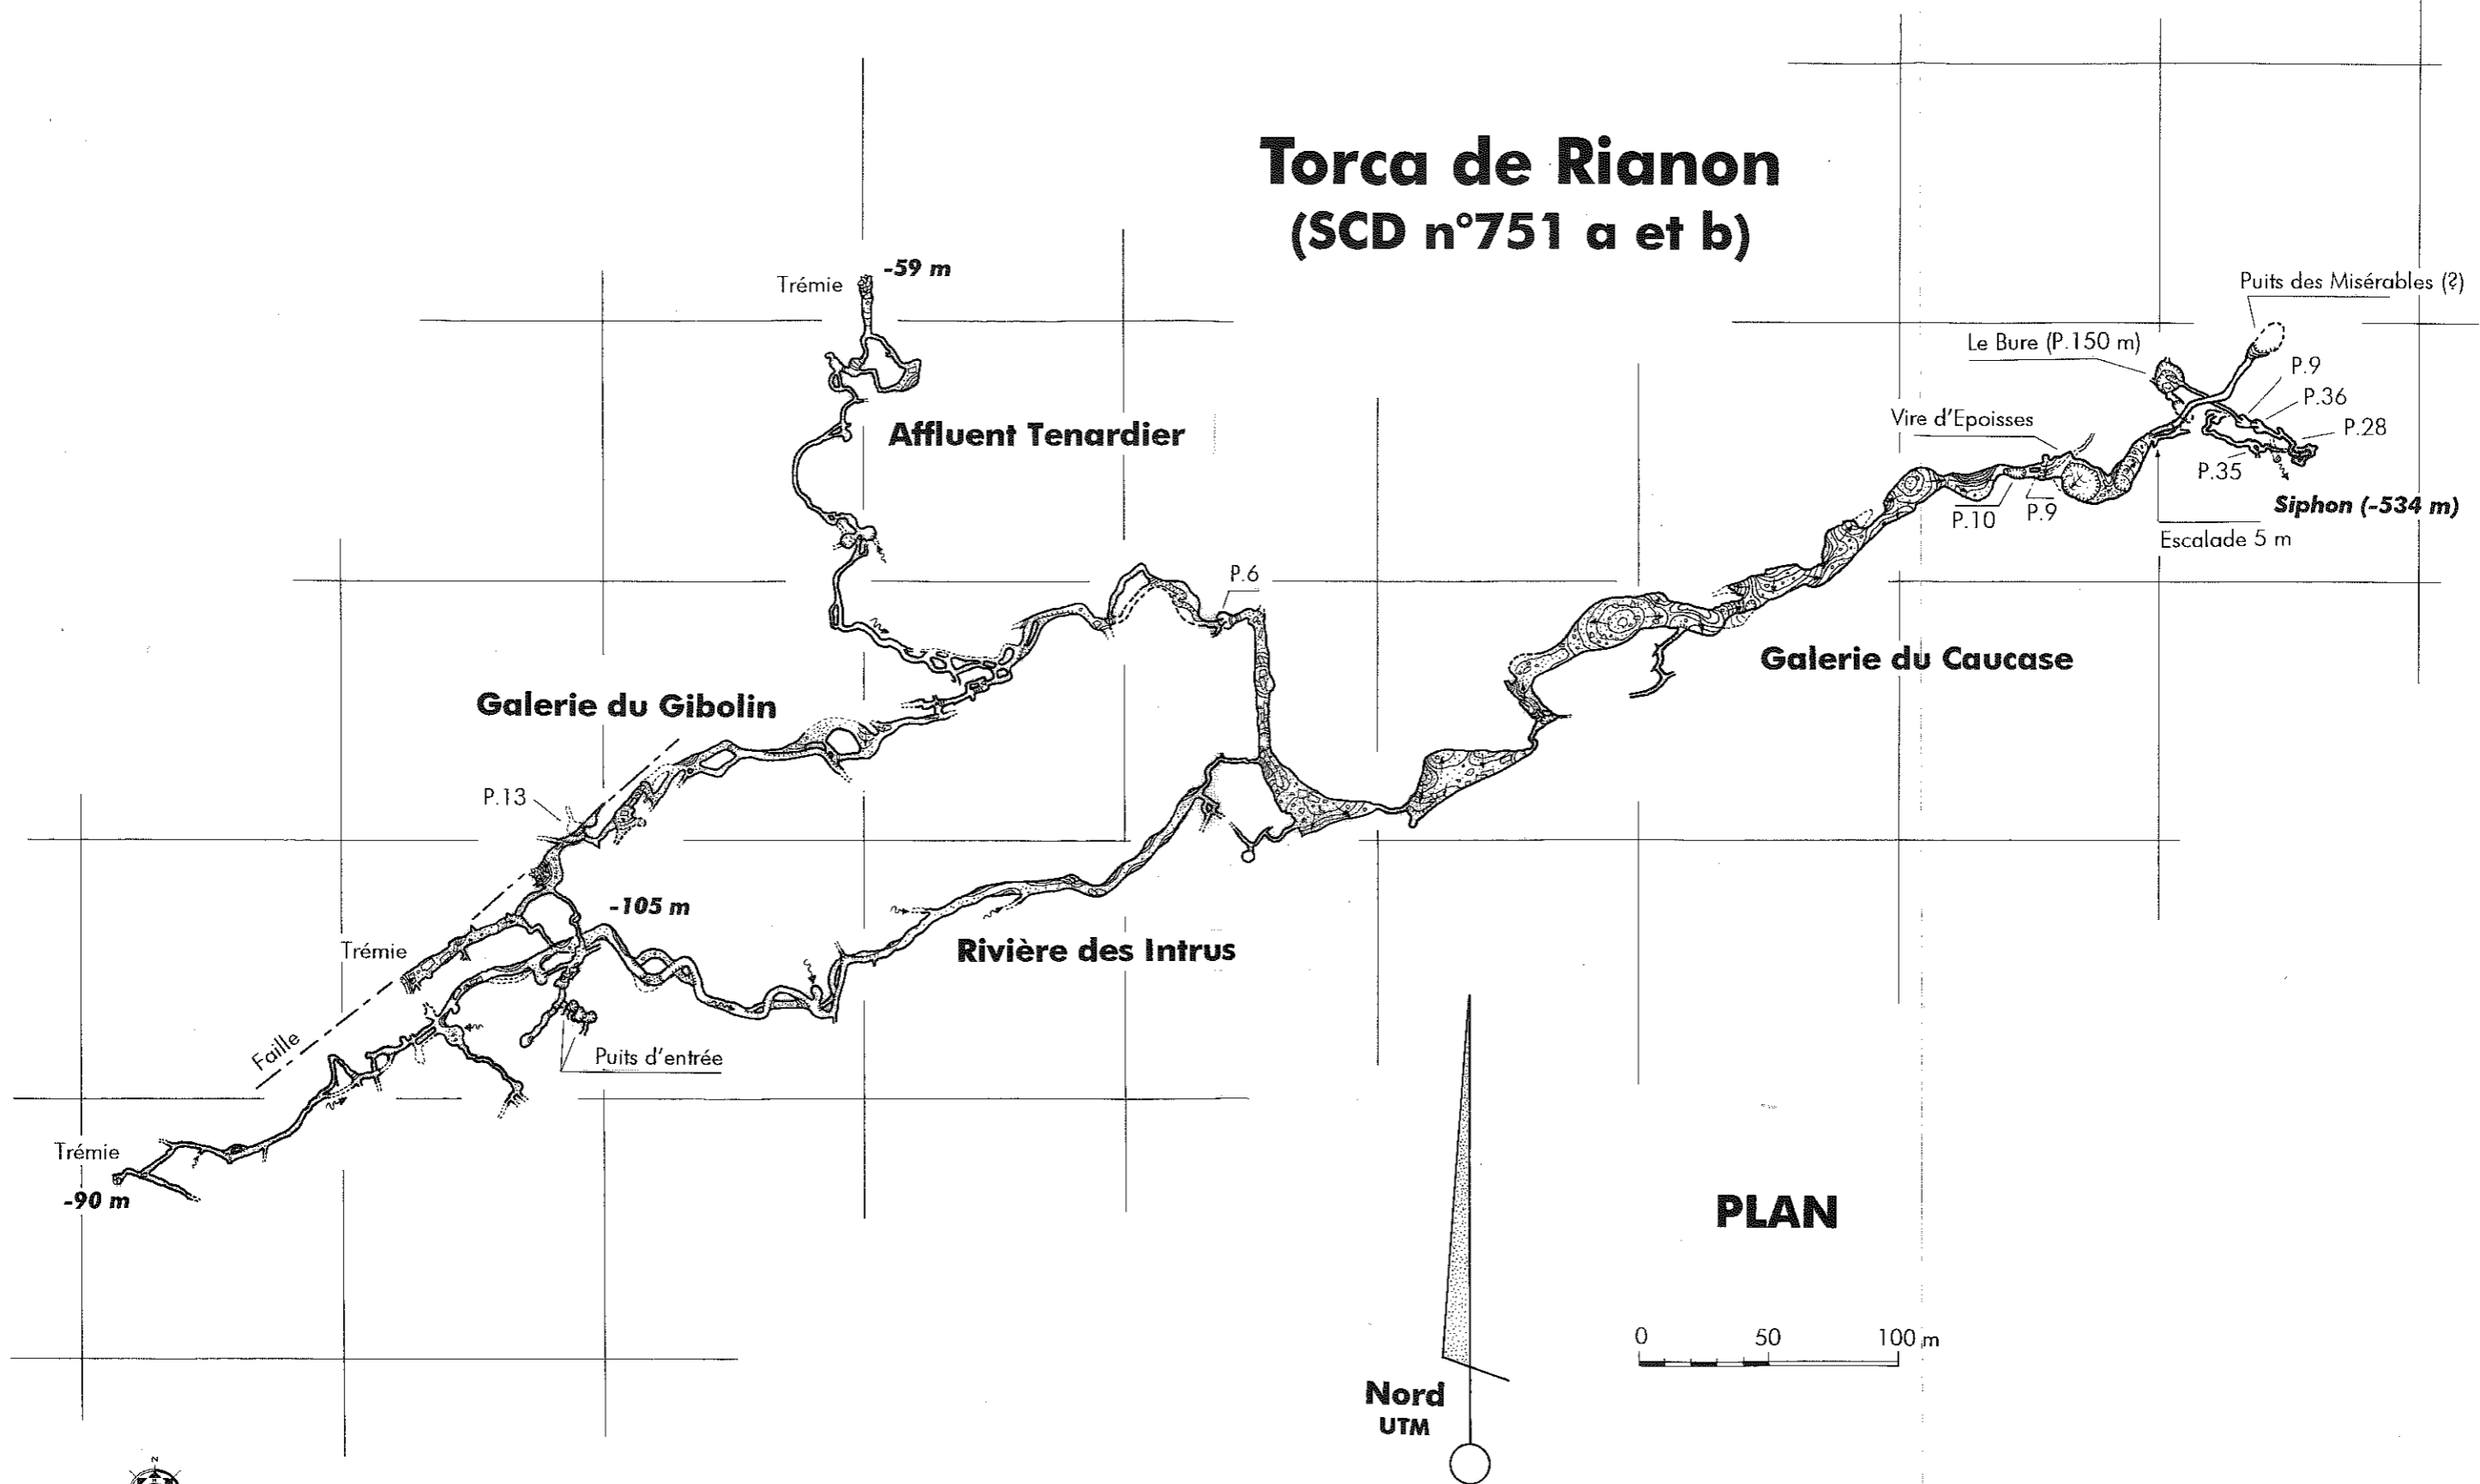 Torca de Rianon
(SCD n°751 a et b)
-59 m
Trémie
Puits des Misérables (?)
Le Bure (P.150 m)
P.9
P.36
Vire d'Epoisses
P.28
Affluent Tenardier
P.35
P.10
P.9
Siphon (-534 m)
Escalade 5 m
P.6
Galerie du Caucase
Galerie du Gibolin
P.13
-105 m
Trémie
Rivière des Intrus
Faille
Puits d'entrée
Trémie
-90 m
PLAN
0 50 100 m
Nord
UTM
N